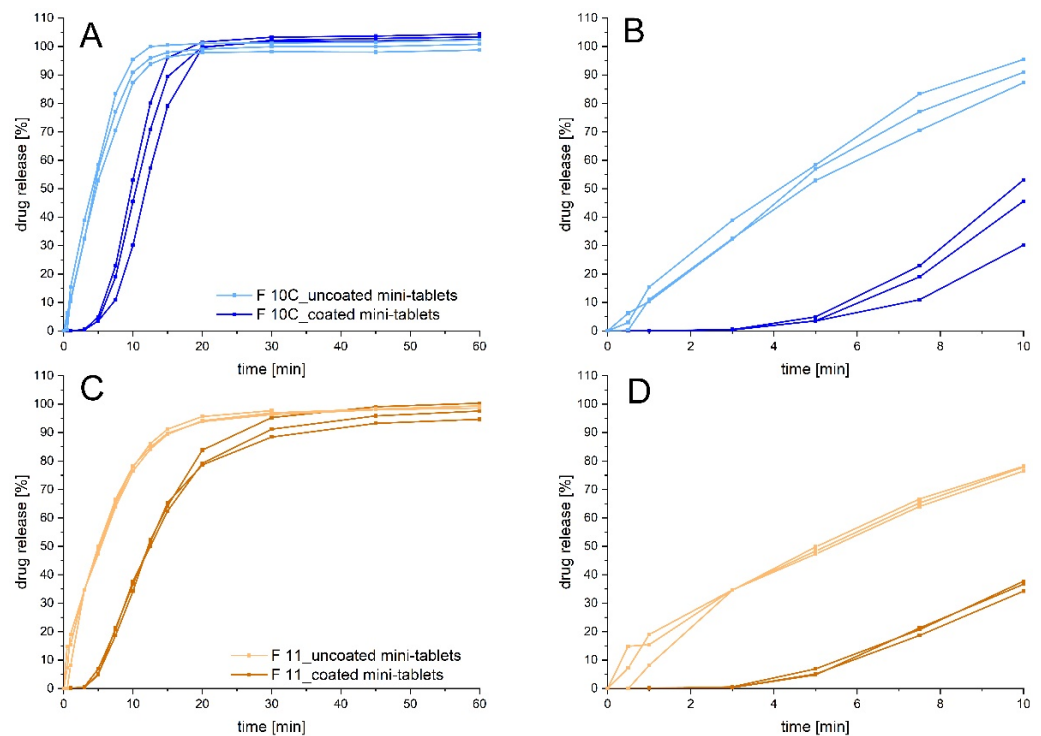 A
drug release [%]
110
100
90
80
70
60
50
40
30
20
10
0
F 10C_uncoated mini-tablets
F 10C_coated mini-tablets
0 10 20 30 40 50 60
time [min]
B
drug release [%]
110
100
90
80
70
60
50
40
30
20
10
0
0 2 4 6 8 10
time [min]
C
drug release [%]
110
100
90
80
70
60
50
40
30
20
10
0
F 11_uncoated mini-tablets
F 11_coated mini-tablets
0 10 20 30 40 50 60
time [min]
D
drug release [%]
110
100
90
80
70
60
50
40
30
20
10
0
0 2 4 6 8 10
time [min]